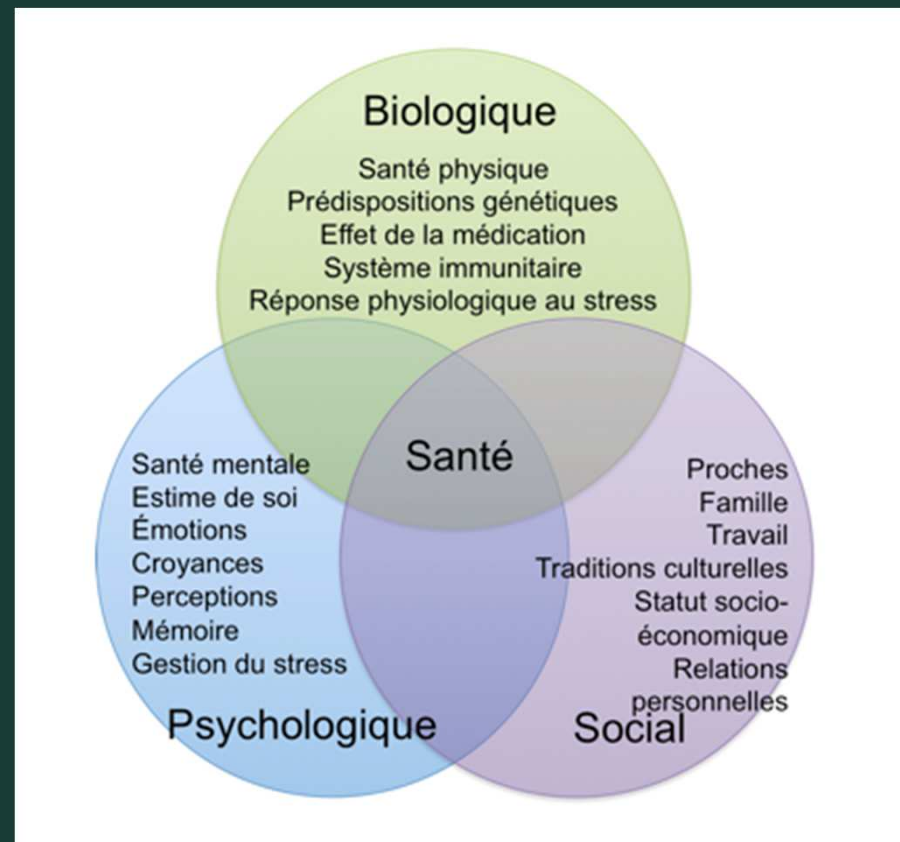 Biologique
Santé physique
Prédispositions génétiques
Effet de la médication
Système immunitaire
Réponse physiologique au stress
Santé
Santé mentale
Estime de soi
Émotions
Croyances
Perceptions
Mémoire
Gestion du stress
Psychologique
Proches
Famille
Travail
Traditions culturelles
Statut socio-
économique
Relations
personnelles
Social